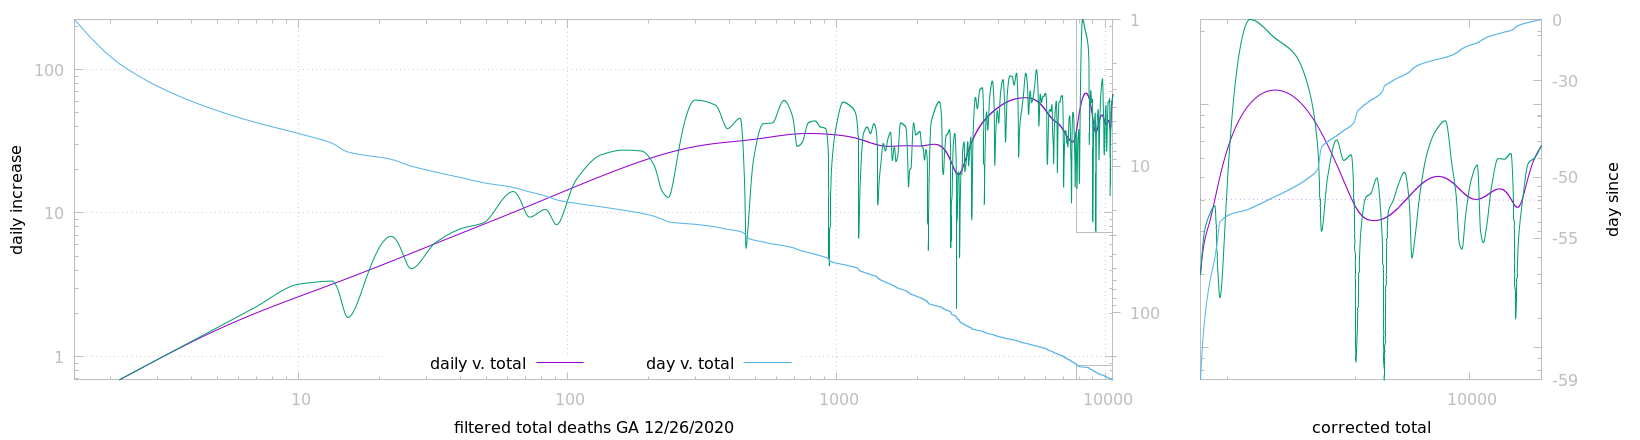 1
0
100
-30
daily increase
10
-50
day since
10
-55
100
1
daily v. total
day v. total
-59
10
100
1000
10000
10000
filtered total deaths GA 12/26/2020
corrected total